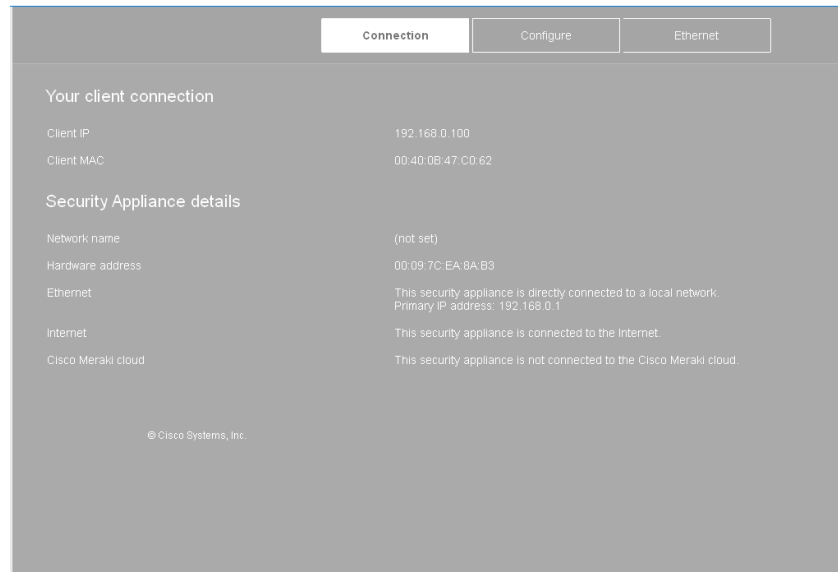 Connection Configure Ethernet
Your client connection
Client IP 192.168.0.100
Client MAC 00:40:0B:47:C0:62
Security Appliance details
Network name (not set)
Hardware address 00:09:7C:EA:8A:B3
Ethernet This security appliance is directly connected to a local network.
Primary IP address: 192.168.0.1
Internet This security appliance is connected to the Internet.
Cisco Meraki cloud This security appliance is not connected to the Cisco Meraki cloud.
© Cisco Systems, Inc.